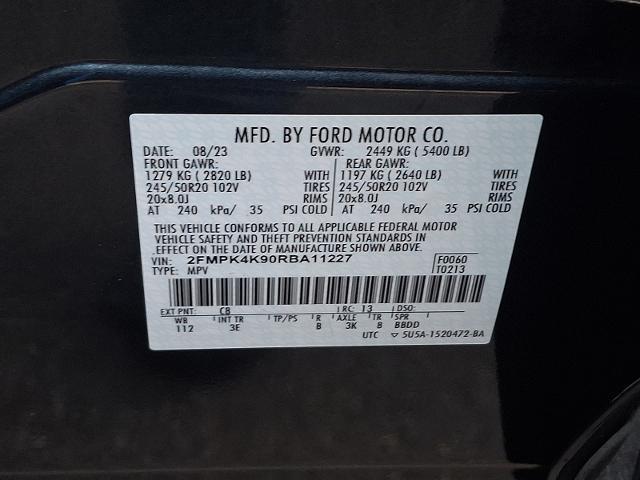 MFD. BY FORD MOTOR CO.
DATE: 08/23 GVWR: 2449 KG ( 5400 LB)
FRONT GAWR: REAR GAWR:
1279 KG ( 2820 LB) WITH 1197 KG ( 2640 LB) WITH
245/50R20 102V TIRES 245/50R20 102V TIRES
20x8.0J RIMS 20x8.0J RIMS
AT 240 kPa/ 35 PSI COLD AT 240 kPa/ 35 PSI COLD
THIS VEHICLE CONFORMS TO ALL APPLICABLE FEDERAL MOTOR
VEHICLE SAFETY AND THEFT PREVENTION STANDARDS IN
EFFECT ON THE DATE OF MANUFACTURE SHOWN ABOVE.
VIN: 2FMPK4K90RBA11227 F0060
TYPE: MPV T0213
EXT PNT: C8 RC: 13 DSO:
WB INT TR TP/PS R AXLE TR SPR
112 3E B 3K 8 BBDD
UTC ▽ 5U5A-1520472-BA